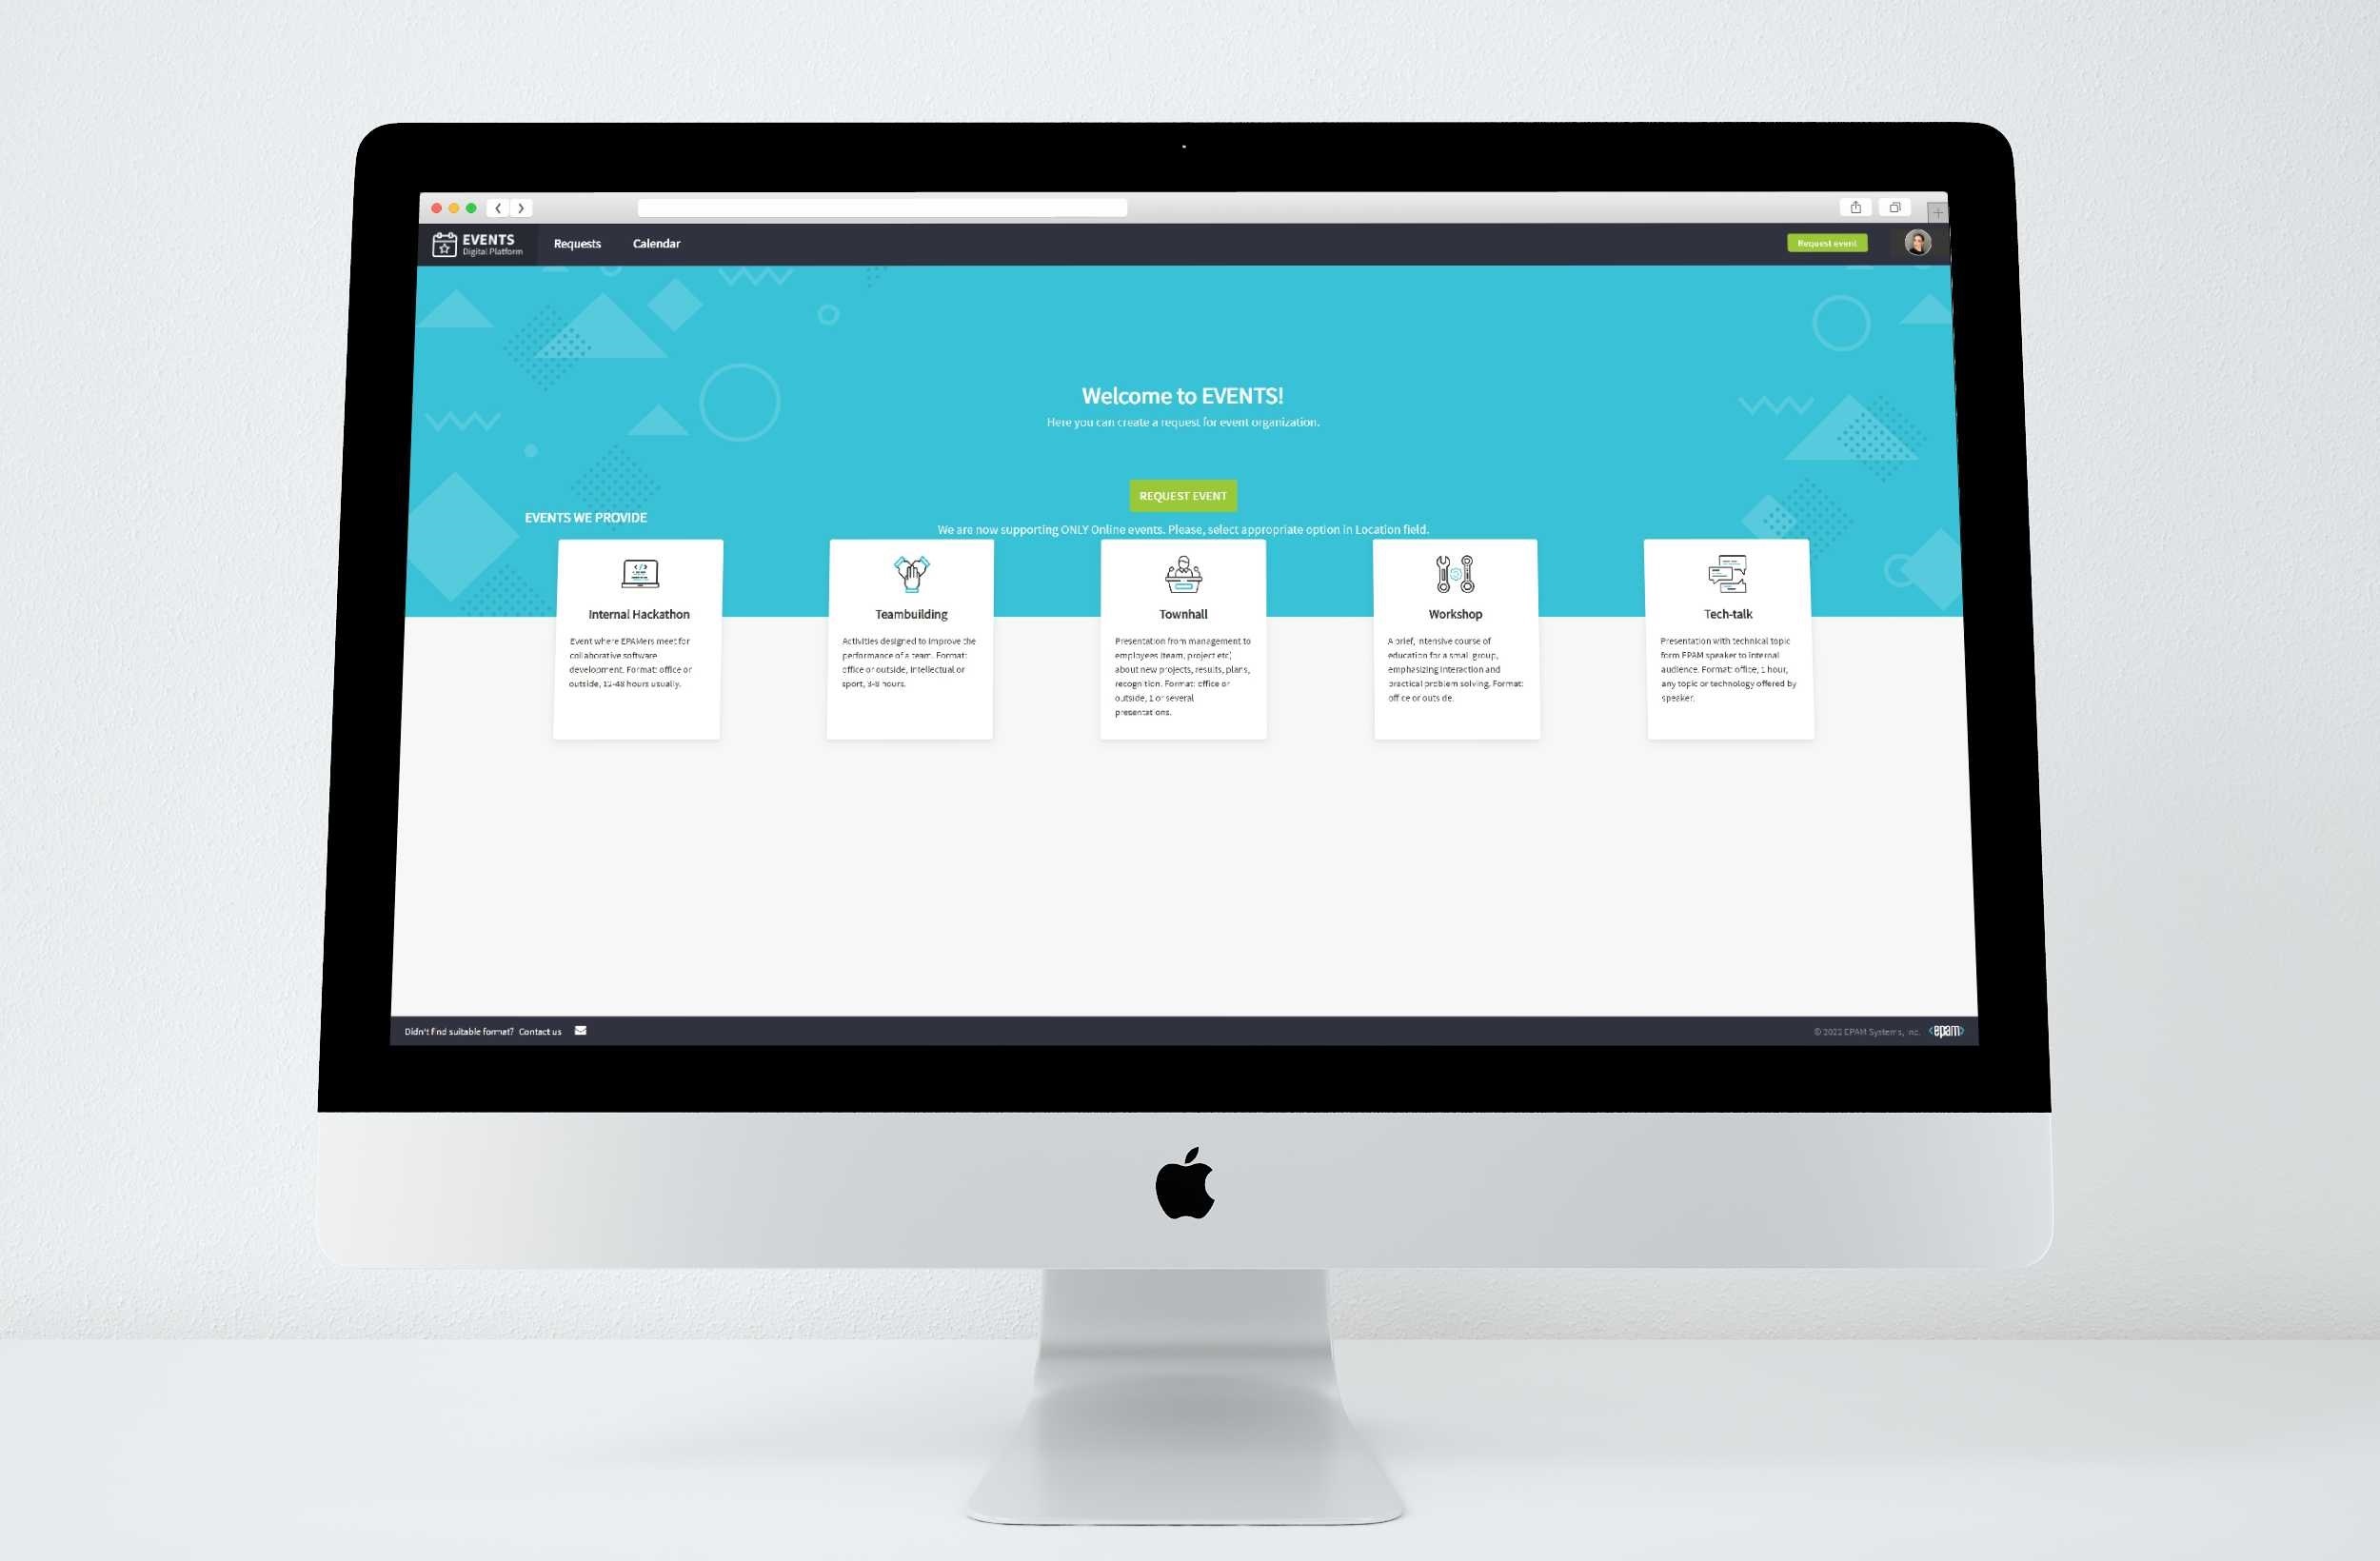 EVENTS
Digital Platform
Requests
Calendar
Request event
Welcome to EVENTS!
Here you can create a request for event organization.
REQUEST EVENT
EVENTS WE PROVIDE
We are now supporting ONLY Online events. Please, select appropriate option in Location field.
Internal Hackathon
Event where EPAMers meet for
collaborative software
development. Format: office or
outside, 12-48 hours usually.
Teambuilding
Activities designed to improve the
performance of a team. Format:
office or outside, intellectual or
sport, 3-8 hours.
Townhall
Presentation from management to
employees (team, project etc)
about new projects, results, plans,
recognition. Format: office or
outside, 1 or several
presentations.
Workshop
A brief, intensive course of
education for a small group,
emphasizing interaction and
practical problem solving. Format:
office or outside.
Tech-talk
Presentation with technical topic
form EPAM speaker to internal
audience. Format: office, 1 hour,
any topic or technology offered by
speaker.
Didn't find suitable format? Contact us
© 2022 EPAM Systems, Inc. <epam>